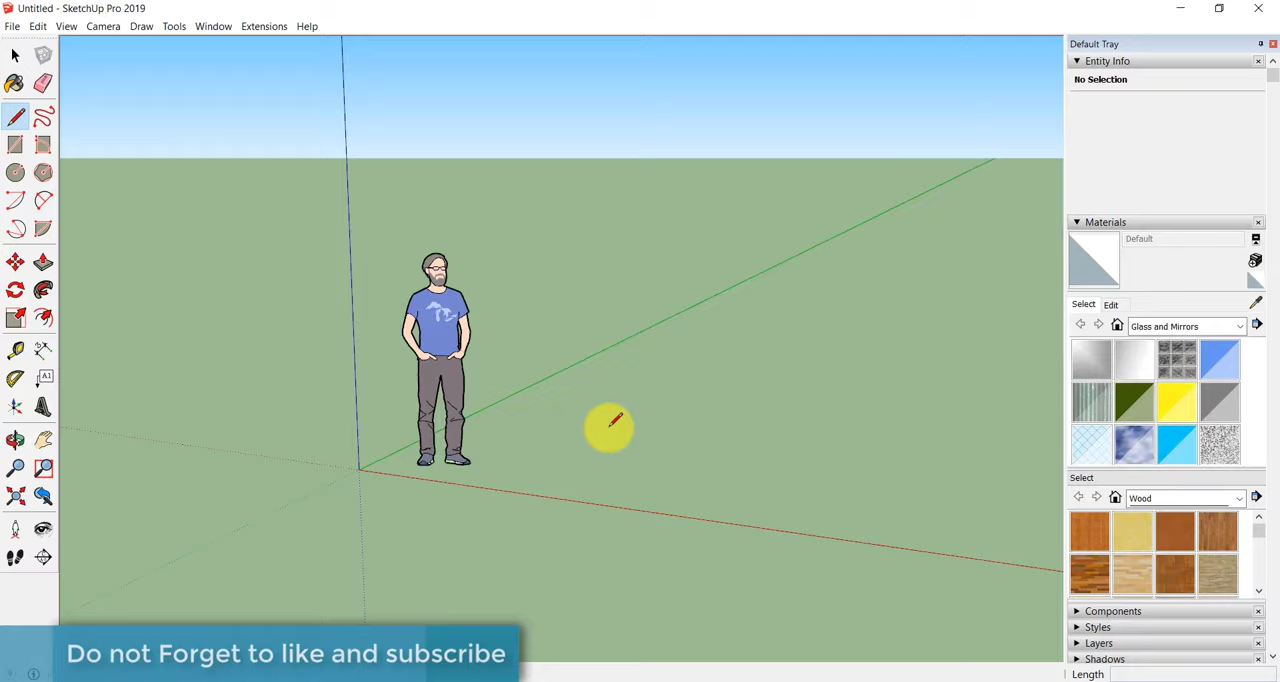 Untitled - SketchUp Pro 2019
File Edit View Camera Draw Tools Window Extensions Help
Default Tray
Entity Info
No Selection
Materials
Default
Select Edit
Glass and Mirrors
A1
Select
Wood
Components
Styles
Layers
Shadows
Do not Forget to like and subscribe
Length